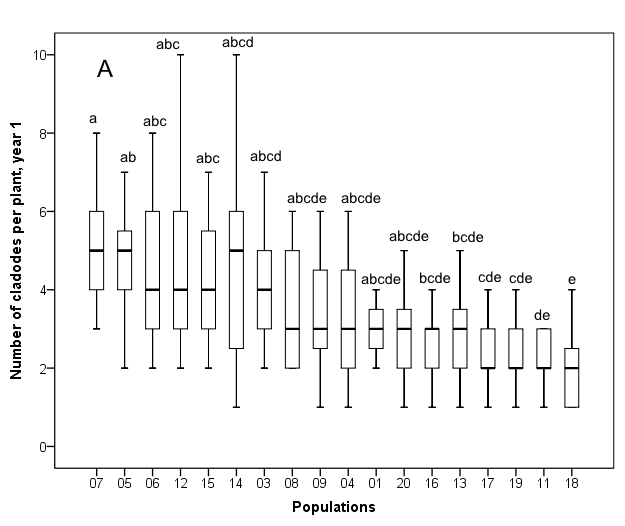 A
abc
abcd
a
abc
ab
abc
abcd
abcde
abcde
abcde
bcde
abcde
bcde
cde
cde
e
de
10
8
6
4
2
0
Number of cladodes per plant, year 1
07 05 06 12 15 14 03 08 09 04 01 20 16 13 17 19 11 18
Populations